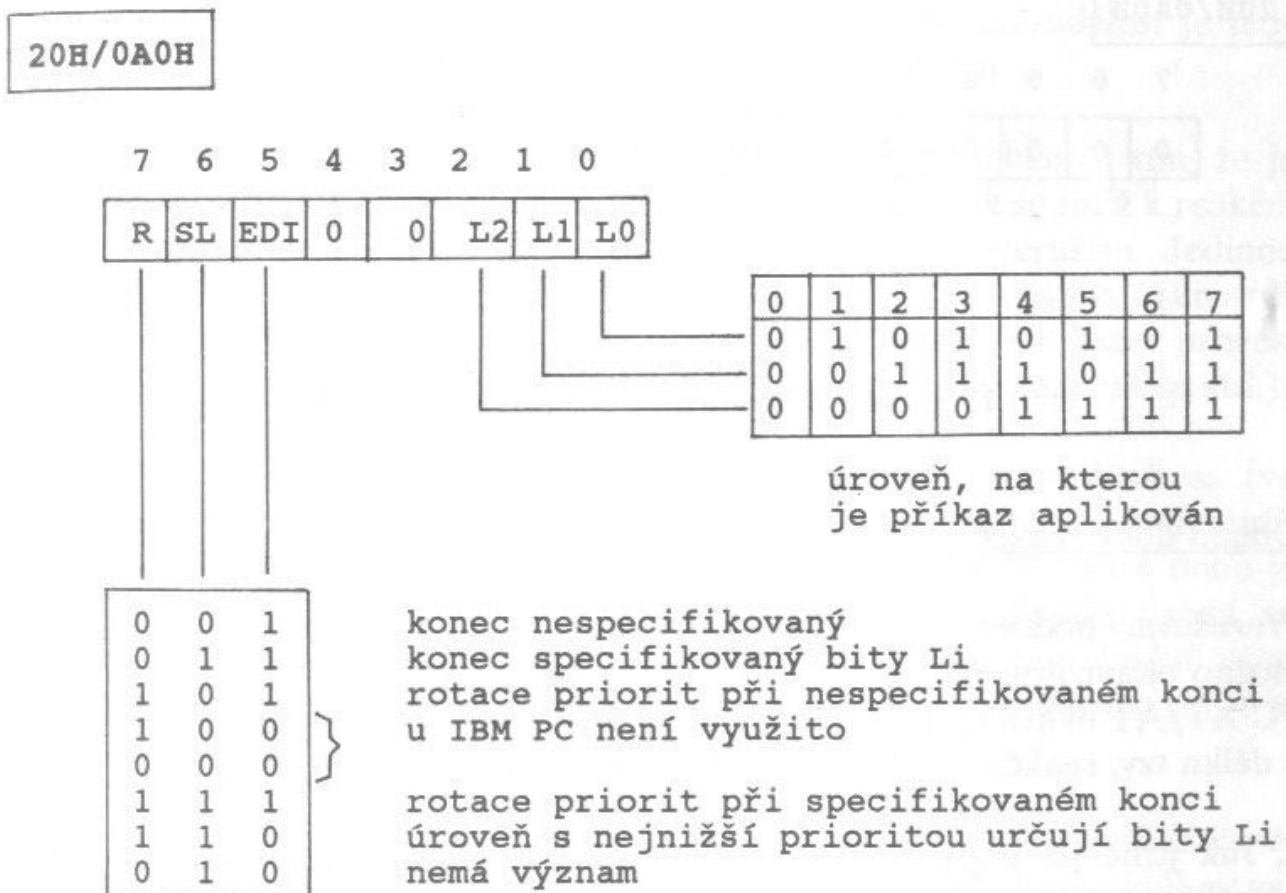 20H/0A0H
7 6 5 4 3 2 1 0
R SL EDI 0 0 L2 L1 L0
0 1 2 3 4 5 6 7
0 1 0 1 0 1 0 1
0 0 1 1 1 0 1 1
0 0 0 0 1 1 1 1
úroveň, na kterou
je příkaz aplikován
0 0 1 konec nespecifikovaný
0 1 1 konec specifikovaný bity Li
1 0 1 rotace priorit při nespecifikovaném konci
1 0 0 u IBM PC není využito
0 0 0
1 1 1 rotace priorit při specifikovaném konci
1 1 0 úroveň s nejnižší prioritou určují bity Li
0 1 0 nemá význam